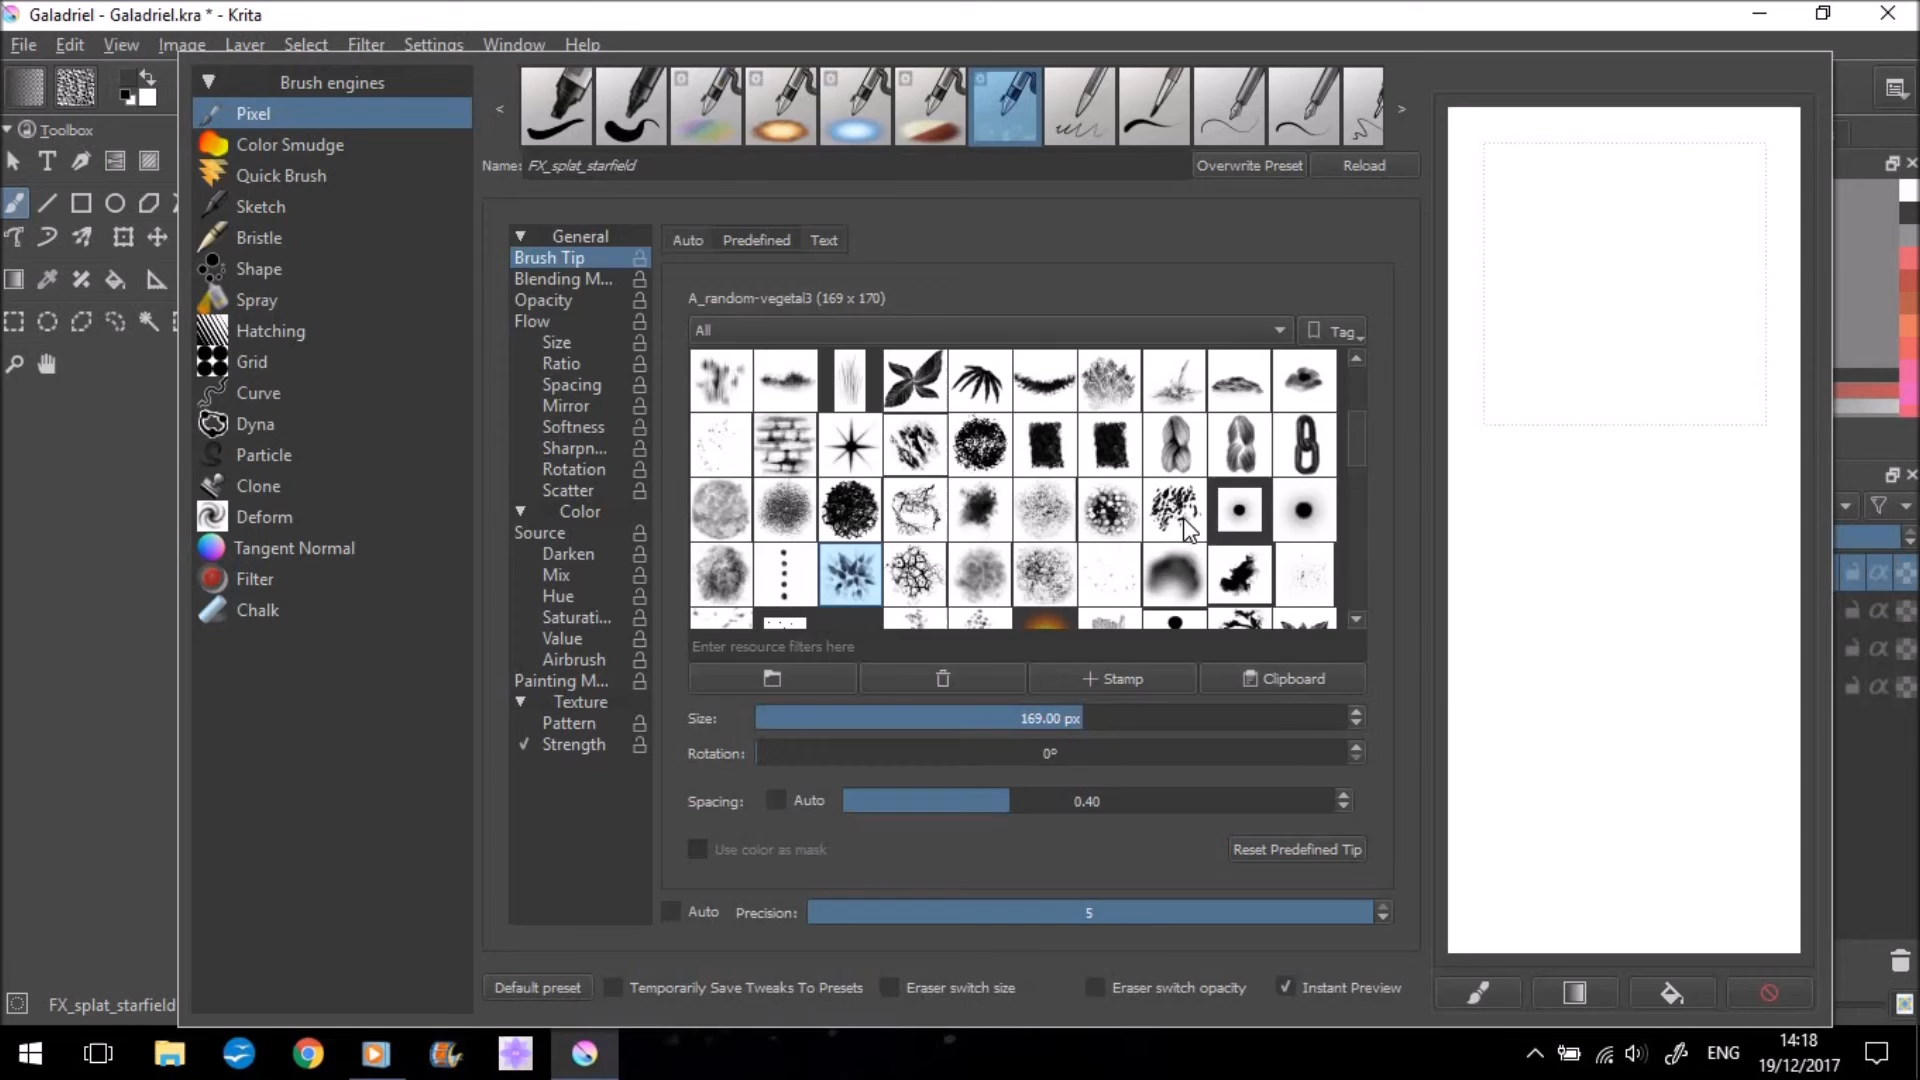 Galadriel - Galadriel.kra * - Krita
File Edit View Image Layer Select Filter Settings Window Help
Brush engines
Pixel
Color Smudge
Quick Brush
Sketch
Bristle
Shape
Spray
Hatching
Grid
Curve
Dyna
Particle
Clone
Deform
Tangent Normal
Filter
Chalk
Toolbox
< >
Name: FX_splat_starfield
Overwrite Preset Reload
General
Brush Tip
Blending M...
Opacity
Flow
Size
Ratio
Spacing
Mirror
Softness
Sharpn...
Rotation
Scatter
Color
Source
Darken
Mix
Hue
Saturati...
Value
Airbrush
Painting M...
Texture
Pattern
Strength
Auto Predefined Text
A_random-vegetal3 (169 x 170)
All Tag
Enter resource filters here
+ Stamp Clipboard
Size: 169.00 px
Rotation: 0º
Spacing: Auto 0.40
Use color as mask Reset Predefined Tip
Auto Precision: 5
Default preset Temporarily Save Tweaks To Presets Eraser switch size Eraser switch opacity Instant Preview
FX_splat_starfield
ENG
14:18
19/12/2017